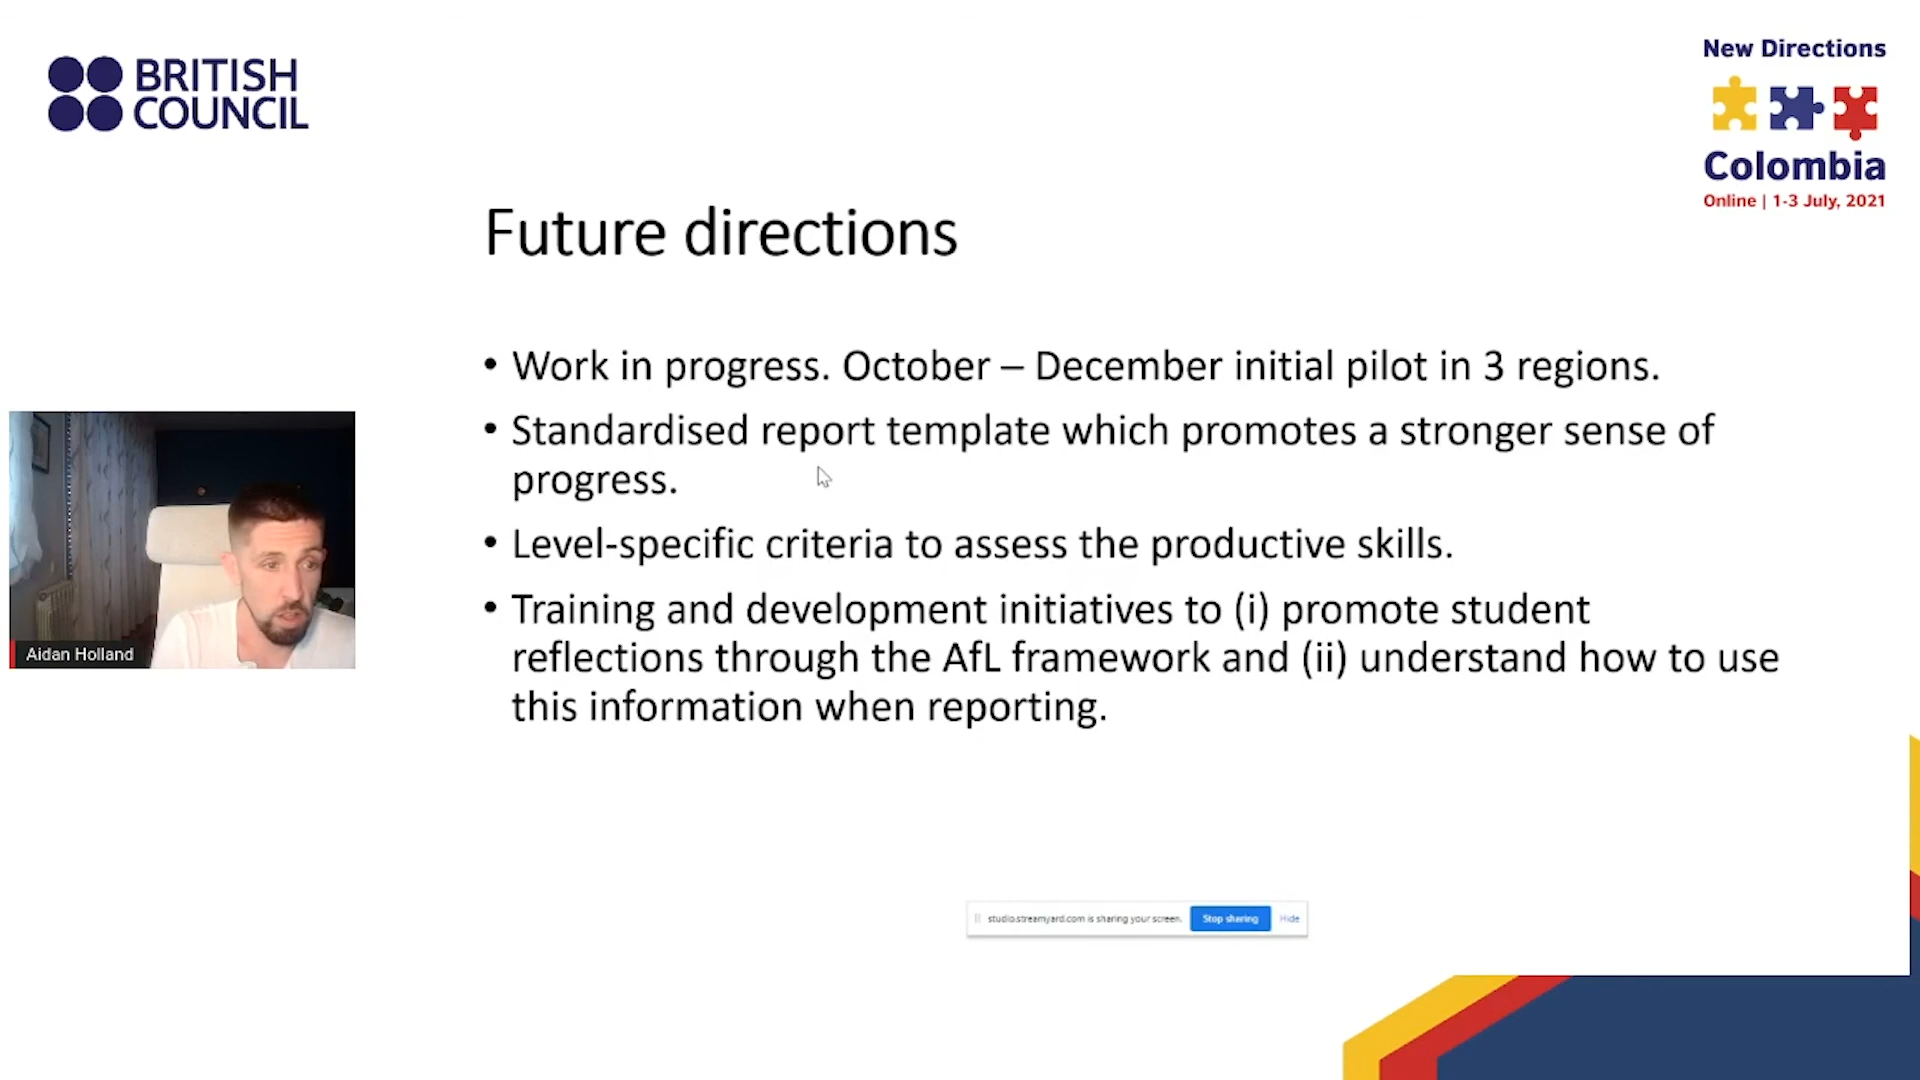 BRITISH
COUNCIL
New Directions
Colombia
Online | 1-3 July, 2021
Future directions
• Work in progress. October – December initial pilot in 3 regions.
• Standardised report template which promotes a stronger sense of
progress.
• Level-specific criteria to assess the productive skills.
• Training and development initiatives to (i) promote student
reflections through the AfL framework and (ii) understand how to use
this information when reporting.
Aidan Holland
studio.streamyard.com is sharing your screen. Stop sharing Hide